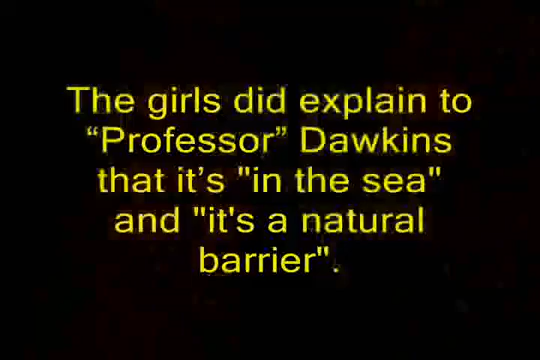 The girls did explain to
“Professor” Dawkins
that it’s "in the sea"
and "it's a natural
barrier".